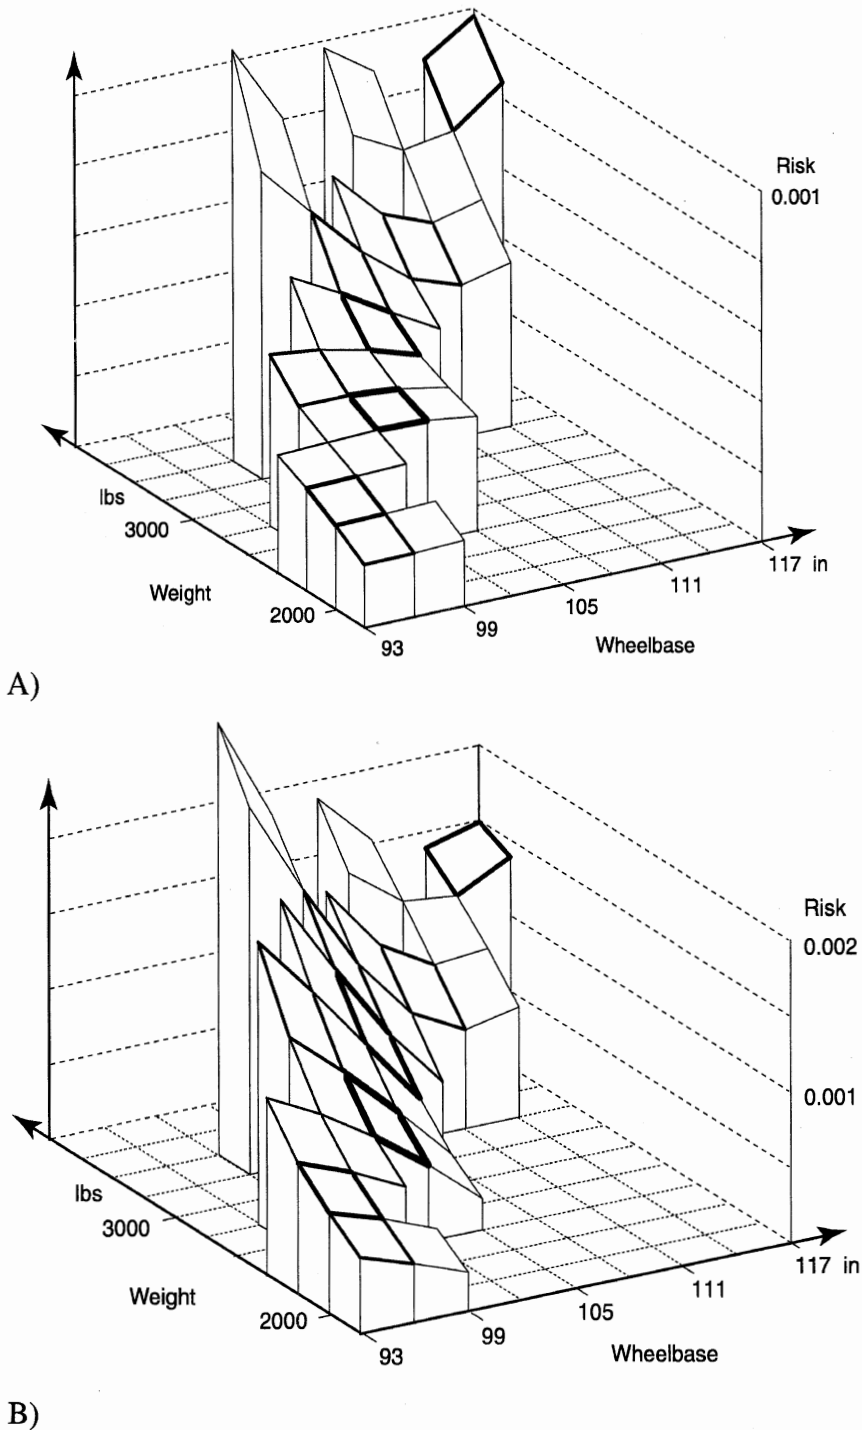 Risk
0.001
lbs
3000
117 in
Weight
111
2000
105
99
93
Wheelbase
A)
Risk
0.002
0.001
lbs
3000
117 in
Weight
111
2000
105
99
93
Wheelbase
B)